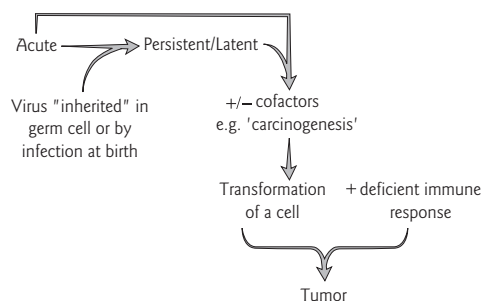 Acute
Persistent/Latent
Virus "inherited" in
germ cell or by
infection at birth
+/– cofactors
e.g. 'carcinogenesis'
Transformation
of a cell
+ deficient immune
response
Tumor